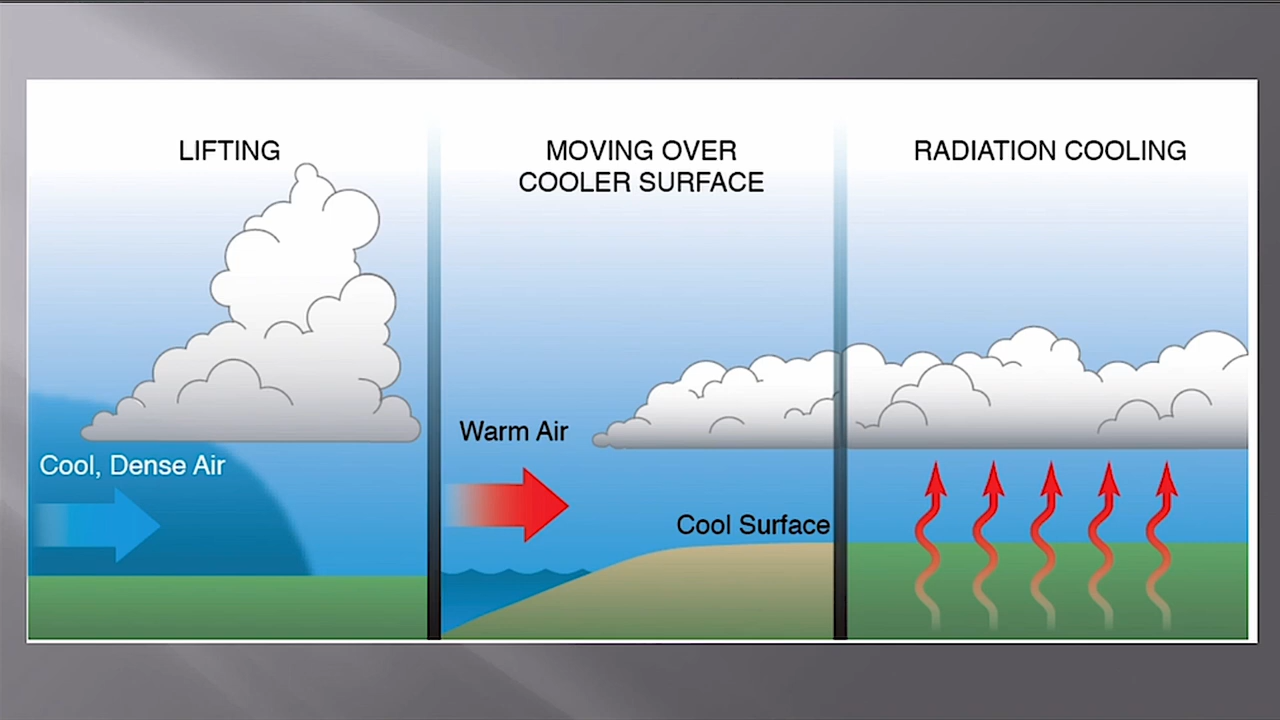 LIFTING
MOVING OVER
COOLER SURFACE
RADIATION COOLING
Cool, Dense Air
Warm Air
Cool Surface